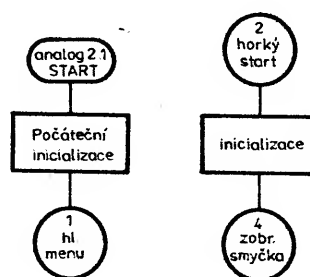 analog 2.1
START
Počáteční
inicializace
1
hl.
menu
2
horký
start
inicializace
4
zobr.
smyčka